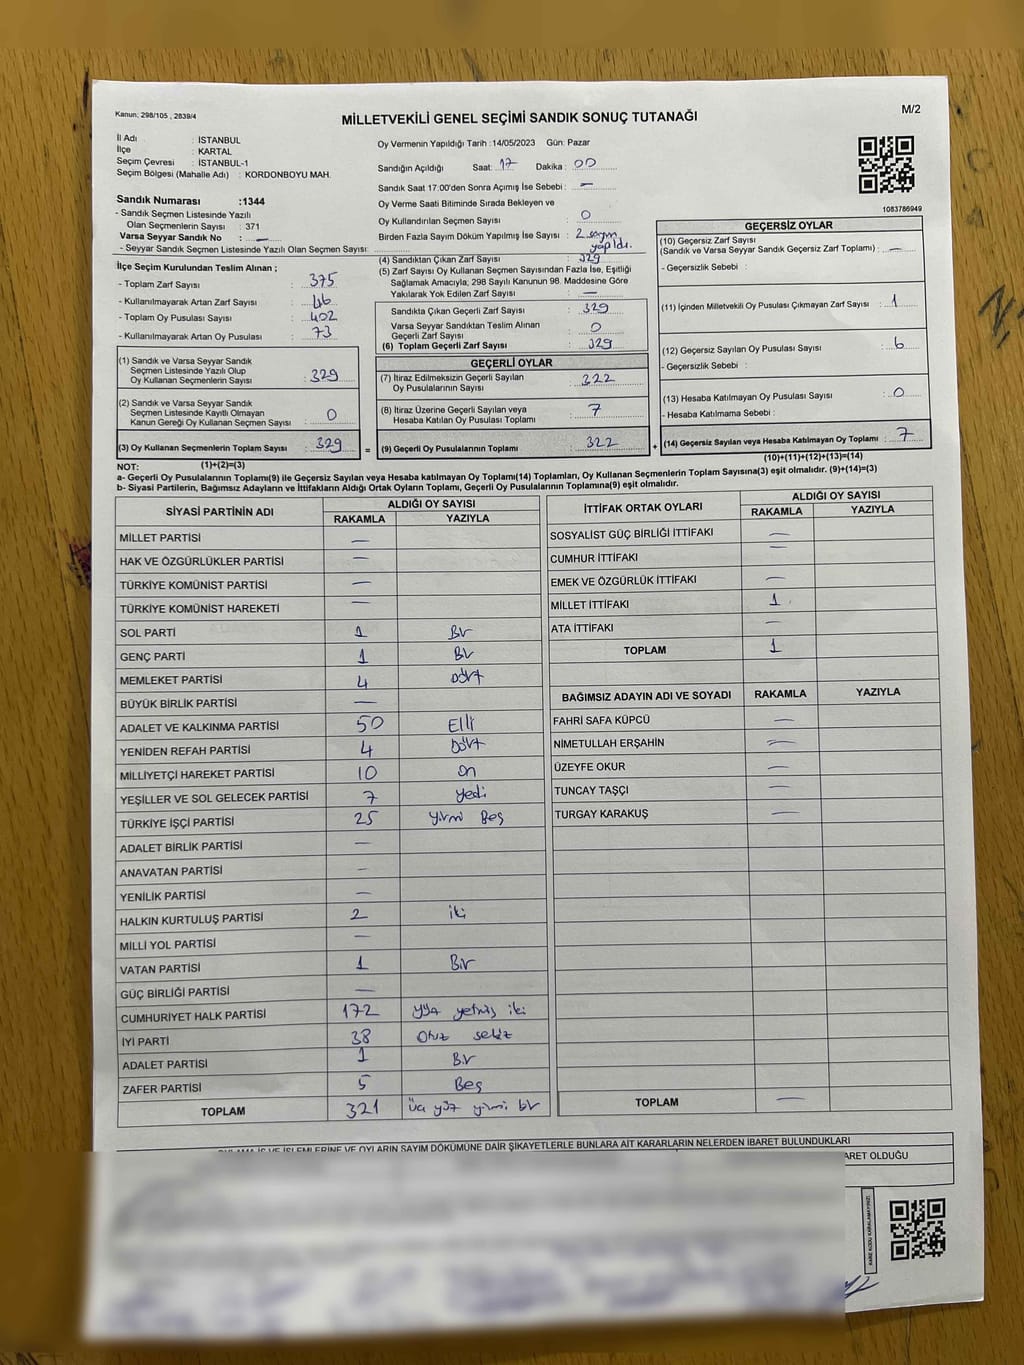 Kanun: 298/105 , 2839/4
M/2
MİLLETVEKİLİ GENEL SEÇİMİ SANDIK SONUÇ TUTANAĞI
İl Adı : İSTANBUL
İlçe : KARTAL
Seçim Çevresi : İSTANBUL-1
Seçim Bölgesi (Mahalle Adı) : KORDONBOYU MAH.
Sandık Numarası :1344
- Sandık Seçmen Listesinde Yazılı
Olan Seçmenlerin Sayısı : 371
Varsa Seyyar Sandık No : —
- Seyyar Sandık Seçmen Listesinde Yazılı Olan Seçmen Sayısı:
İlçe Seçim Kurulundan Teslim Alınan ;
- Toplam Zarf Sayısı : 375
- Kullanılmayarak Artan Zarf Sayısı : 46
- Toplam Oy Pusulası Sayısı : 402
- Kullanılmayarak Artan Oy Pusulası : 73
(1) Sandık ve Varsa Seyyar Sandık
Seçmen Listesinde Yazılı Olup
Oy Kullanan Seçmenlerin Sayısı : 329
(2) Sandık ve Varsa Seyyar Sandık
Seçmen Listesinde Kayıtlı Olmayan
Kanun Gereği Oy Kullanan Seçmen Sayısı : 0
(3) Oy Kullanan Seçmenlerin Toplam Sayısı : 329 =
Oy Vermenin Yapıldığı Tarih :14/05/2023 Gün: Pazar
Sandığın Açıldığı Saat: 17 Dakika : 00
Sandık Saat 17:00'den Sonra Açımış İse Sebebi : —
Oy Verme Saati Bitiminde Sırada Bekleyen ve
Oy Kullandırılan Seçmen Sayısı : 0
Birden Fazla Sayım Döküm Yapılmış İse Sayısı : 2 sayım
yapıldı.
(4) Sandıktan Çıkan Zarf Sayısı : 329
(5) Zarf Sayısı Oy Kullanan Seçmen Sayısından Fazla İse, Eşitliği
Sağlamak Amacıyla; 298 Sayılı Kanunun 98. Maddesine Göre
Yakılarak Yok Edilen Zarf Sayısı : —
Sandıkta Çıkan Geçerli Zarf Sayısı : 329
Varsa Seyyar Sandıktan Teslim Alınan
Geçerli Zarf Sayısı : 0
(6) Toplam Geçerli Zarf Sayısı : 329
GEÇERLİ OYLAR
(7) İtiraz Edilmeksizin Geçerli Sayılan
Oy Pusulalarının Sayısı : 322
(8) İtiraz Üzerine Geçerli Sayılan veya
Hesaba Katılan Oy Pusulası Toplamı : 7
(9) Geçerli Oy Pusulalarının Toplamı : 322 +
1083786949
GEÇERSİZ OYLAR
(10) Geçersiz Zarf Sayısı
(Sandık ve Varsa Seyyar Sandık Geçersiz Zarf Toplamı) : —
- Geçersizlik Sebebi :
(11) İçinden Milletvekili Oy Pusulası Çıkmayan Zarf Sayısı : 1
(12) Geçersiz Sayılan Oy Pusulası Sayısı : 6
- Geçersizlik Sebebi :
(13) Hesaba Katılmayan Oy Pusulası Sayısı : 0
- Hesaba Katılmama Sebebi :
(14) Geçersiz Sayılan veya Hesaba Katılmayan Oy Toplamı : 7
(10)+(11)+(12)+(13)=(14)
NOT: (1)+(2)=(3)
a- Geçerli Oy Pusulalarının Toplamı(9) ile Geçersiz Sayılan veya Hesaba katılmayan Oy Toplamı(14) Toplamları, Oy Kullanan Seçmenlerin Toplam Sayısına(3) eşit olmalıdır. (9)+(14)=(3)
b- Siyasi Partilerin, Bağımsız Adayların ve İttifakların Aldığı Ortak Oyların Toplamı, Geçerli Oy Pusulalarının Toplamına(9) eşit olmalıdır.
SİYASİ PARTİNİN ADI ALDIĞI OY SAYISI
RAKAMLA YAZIYLA
MİLLET PARTİSİ —
HAK VE ÖZGÜRLÜKLER PARTİSİ —
TÜRKİYE KOMÜNİST PARTİSİ —
TÜRKİYE KOMÜNİST HAREKETİ —
SOL PARTİ 1 Bir
GENÇ PARTİ 1 Bir
MEMLEKET PARTİSİ 4 Dört
BÜYÜK BİRLİK PARTİSİ —
ADALET VE KALKINMA PARTİSİ 50 Elli
YENİDEN REFAH PARTİSİ 4 Dört
MİLLİYETÇİ HAREKET PARTİSİ 10 On
YEŞİLLER VE SOL GELECEK PARTİSİ 7 yedi
TÜRKİYE İŞÇİ PARTİSİ 25 yirmi Beş
ADALET BİRLİK PARTİSİ —
ANAVATAN PARTİSİ —
YENİLİK PARTİSİ —
HALKIN KURTULUŞ PARTİSİ 2 iki
MİLLİ YOL PARTİSİ —
VATAN PARTİSİ 1 Bir
GÜÇ BİRLİĞİ PARTİSİ —
CUMHURİYET HALK PARTİSİ 172 yüz yetmiş iki
İYİ PARTİ 38 Otuz sekiz
ADALET PARTİSİ 1 Bir
ZAFER PARTİSİ 5 Beş
TOPLAM 321 üç yüz yirmi bir
İTTİFAK ORTAK OYLARI ALDIĞI OY SAYISI
RAKAMLA YAZIYLA
SOSYALİST GÜÇ BİRLİĞİ İTTİFAKI —
CUMHUR İTTİFAKI —
EMEK VE ÖZGÜRLÜK İTTİFAKI —
MİLLET İTTİFAKI 1
ATA İTTİFAKI —
TOPLAM 1
BAĞIMSIZ ADAYIN ADI VE SOYADI RAKAMLA YAZIYLA
FAHRİ SAFA KÜPCÜ —
NİMETULLAH ERŞAHİN —
ÜZEYFE OKUR —
TUNCAY TAŞÇI —
TURGAY KARAKUŞ —
TOPLAM —
İŞ VE İŞLEMLERİNE VE OYLARIN SAYIM DÖKÜMÜNE DAİR ŞİKAYETLERLE BUNLARA AİT KARARLARIN NELERDEN İBARET BULUNDUKLARI
ARET OLDUĞU
KARE KODU KARALAMAYINIZ!